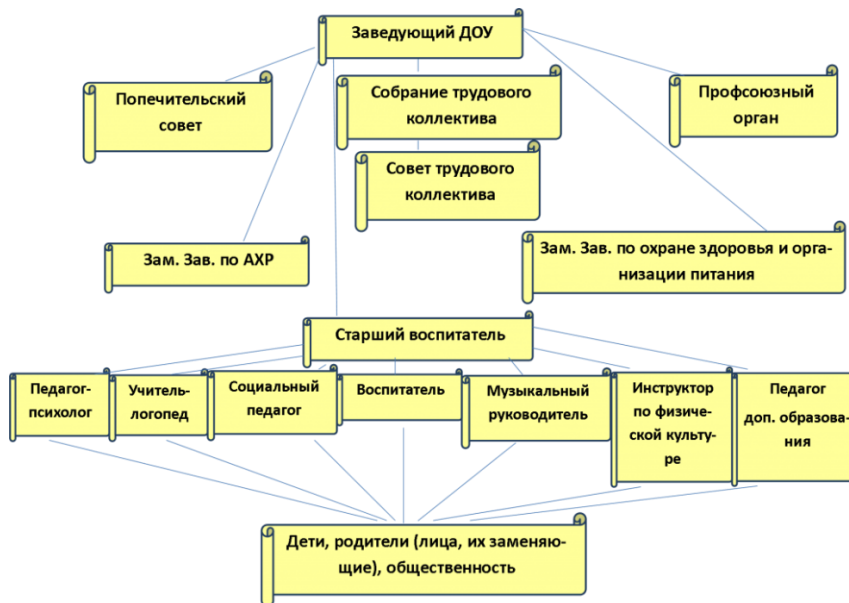 Заведующий ДОУ
Попечительский
совет
Собрание трудового
коллектива
Профсоюзный
орган
Совет трудового
коллектива
Зам. Зав. по АХР
Зам. Зав. по охране здоровья и орга-
низации питания
Старший воспитатель
Педагог-
психолог
Учитель-
логопед
Социальный
педагог
Воспитатель
Музыкальный
руководитель
Инструктор
по физиче-
ской культу-
ре
Педагог
доп. образова-
ния
Дети, родители (лица, их заменяю-
щие), общественность